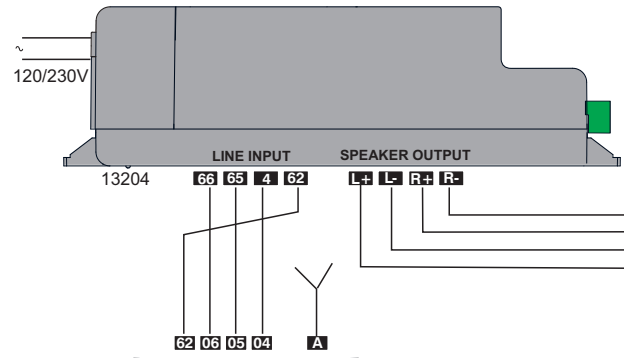 ~
120/230V
LINE INPUT SPEAKER OUTPUT
~
13204
66 65 4 62 L+ L- R+ R-
62 06 05 04 A